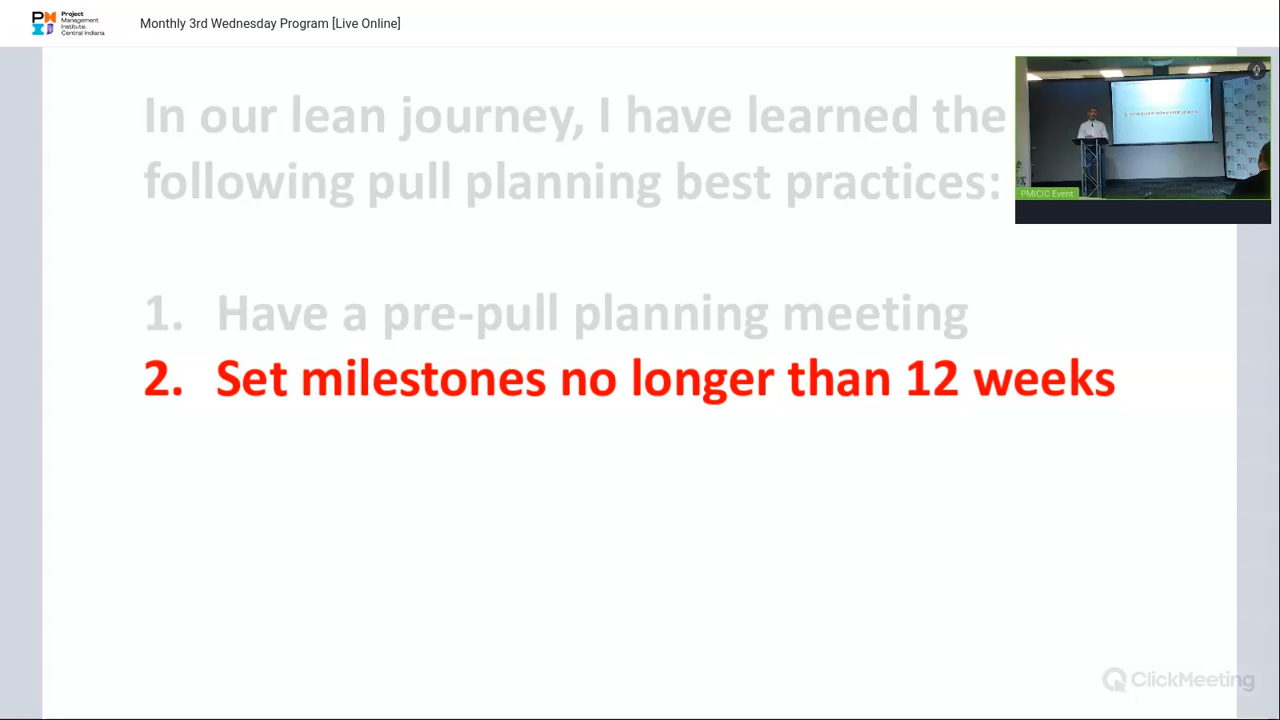 Project
Management
Institute.
Central Indiana
Monthly 3rd Wednesday Program [Live Online]
In our lean journey, I have learned the
following pull planning best practices:
1. Have a pre-pull planning meeting
2. Set milestones no longer than 12 weeks
PMICIC Event
ClickMeeting